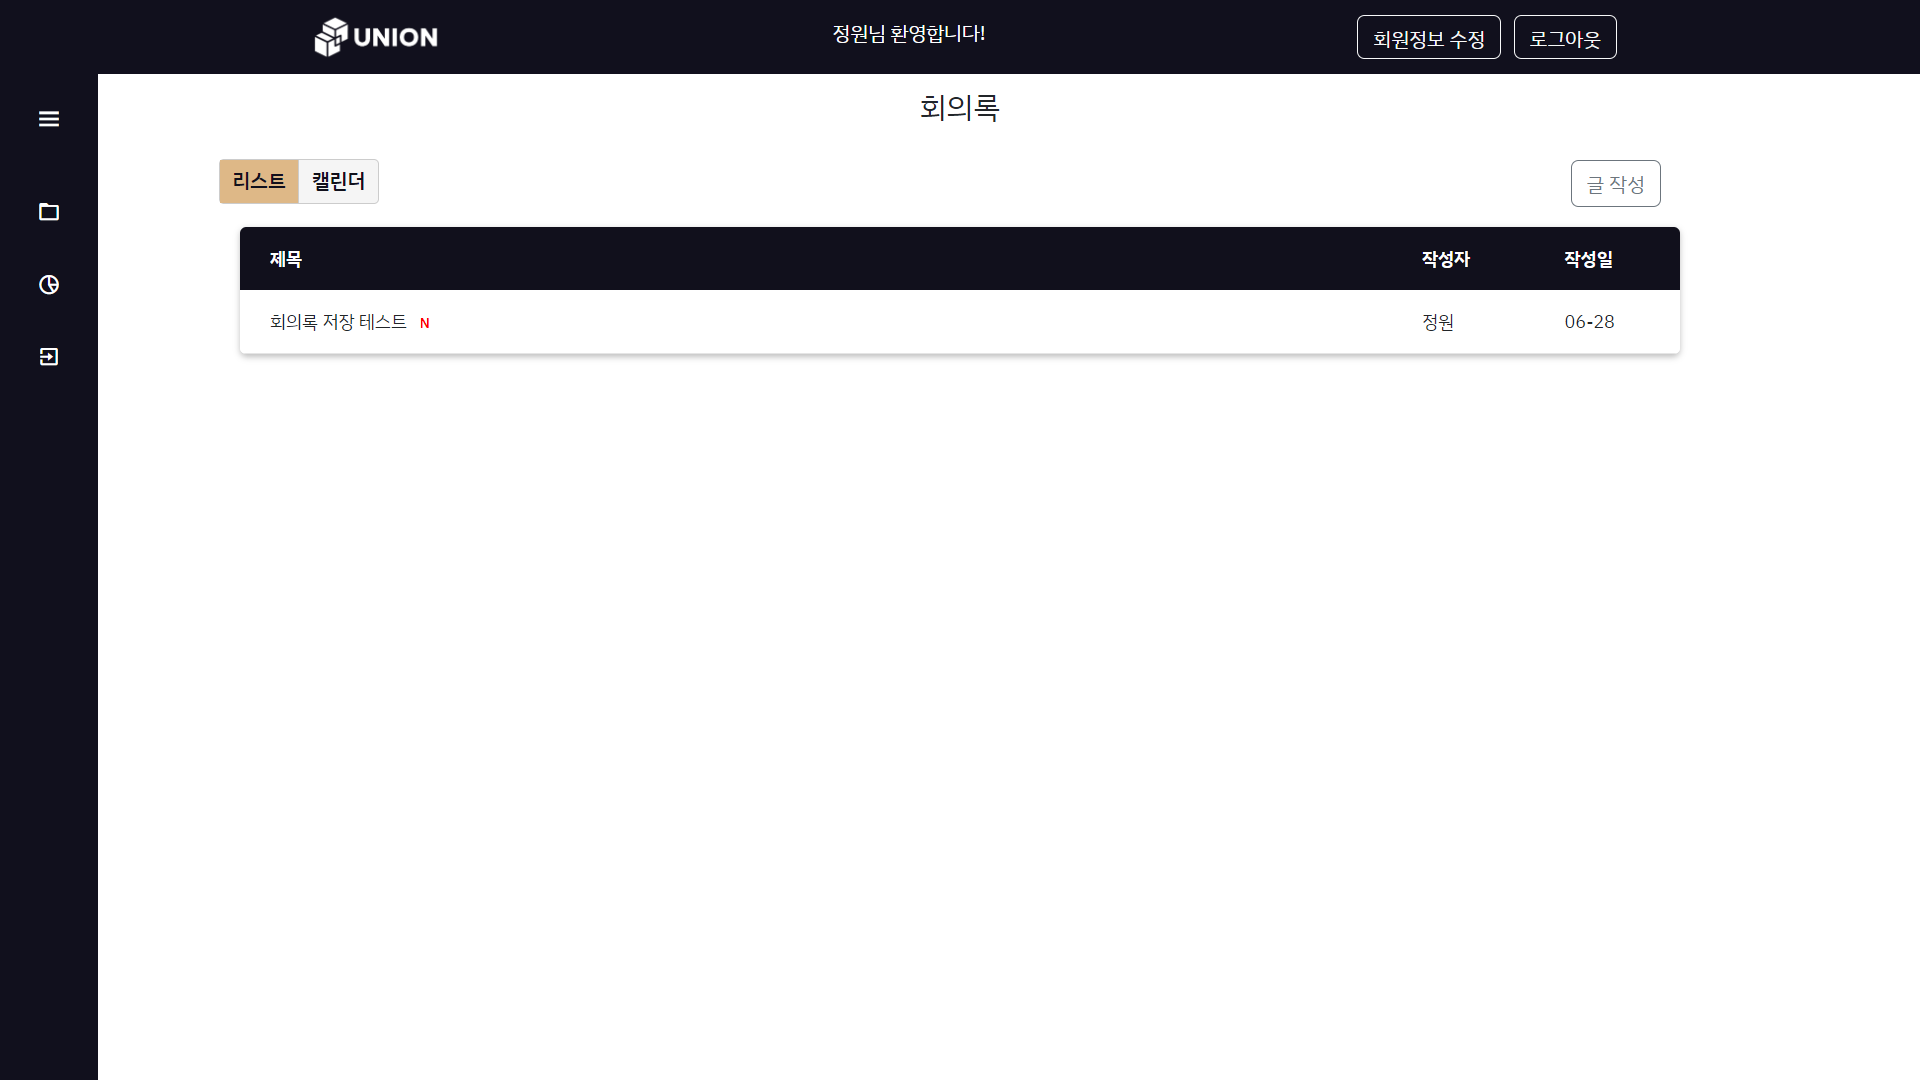 UNION
정원님 환영합니다!
회원정보 수정
로그아웃
회의록
리스트
캘린더
글 작성
제목 작성자 작성일
회의록 저장 테스트 N 정원 06-28